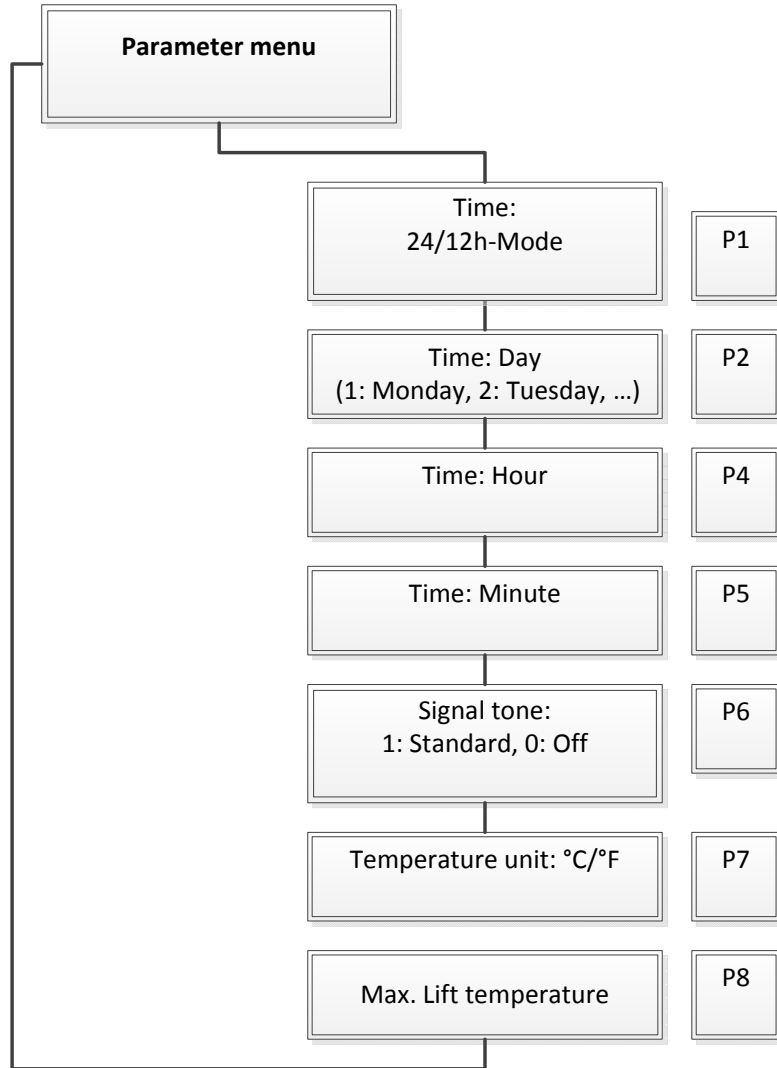 Parameter menu
Time:
24/12h-Mode
P1
Time: Day
(1: Monday, 2: Tuesday, …)
P2
Time: Hour
P4
Time: Minute
P5
Signal tone:
1: Standard, 0: Off
P6
Temperature unit: °C/°F
P7
Max. Lift temperature
P8